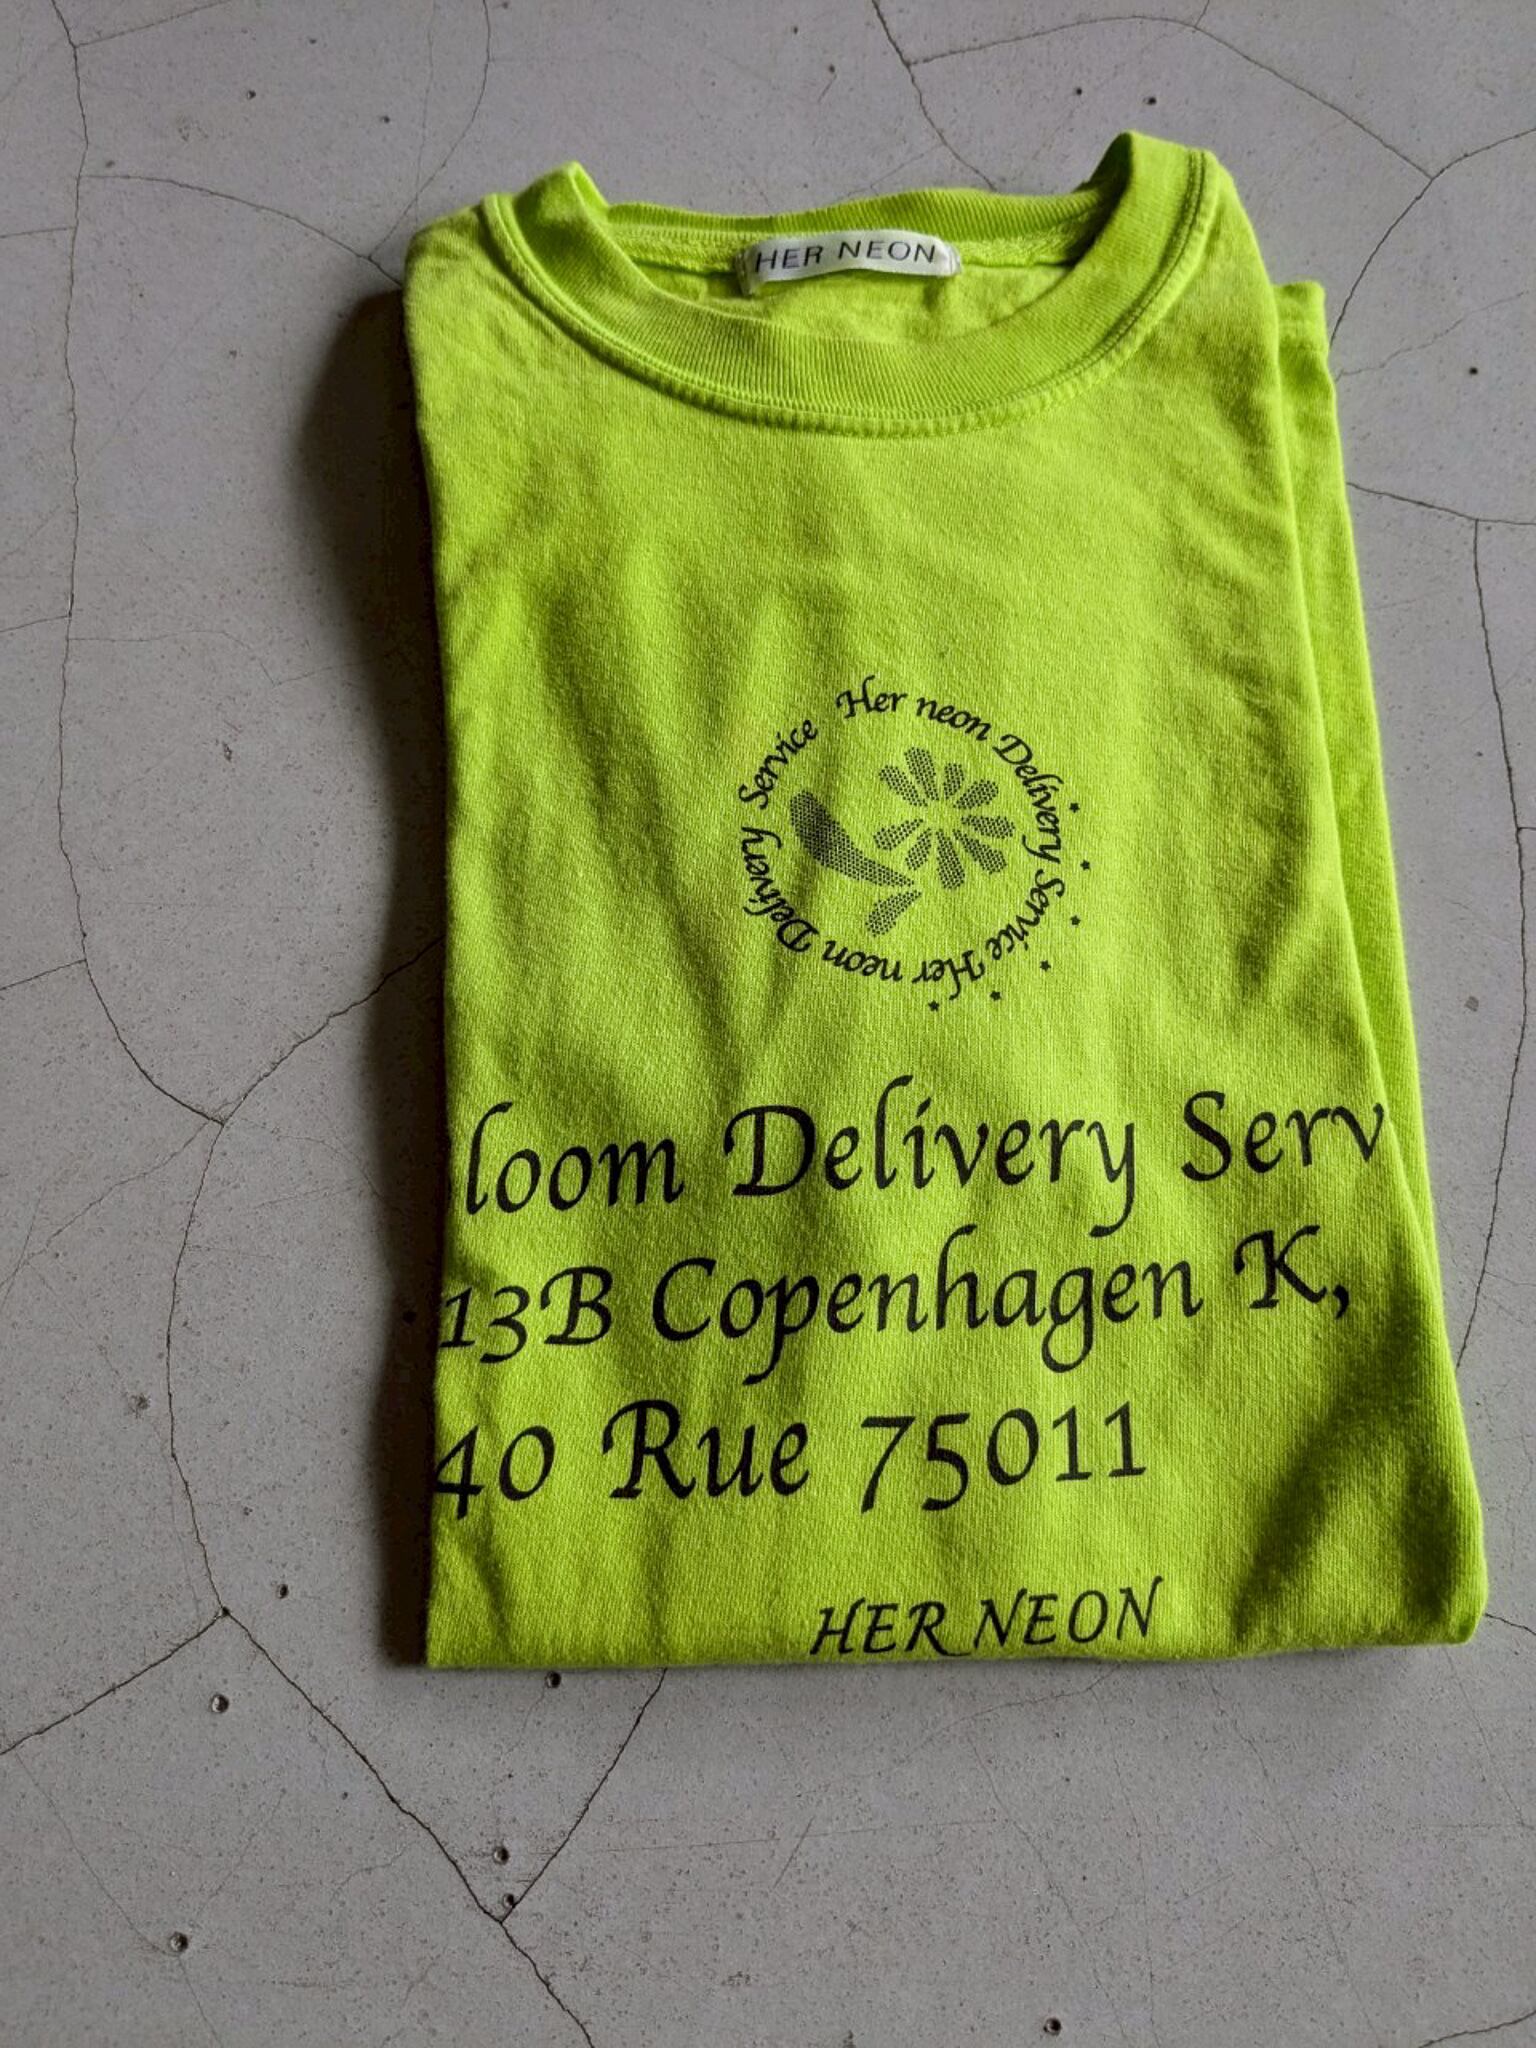 HER NEON
Her neon Delivery Service Her neon Delivery Service
loom Delivery Serv
13B Copenhagen K,
40 Rue 75011
HER NEON